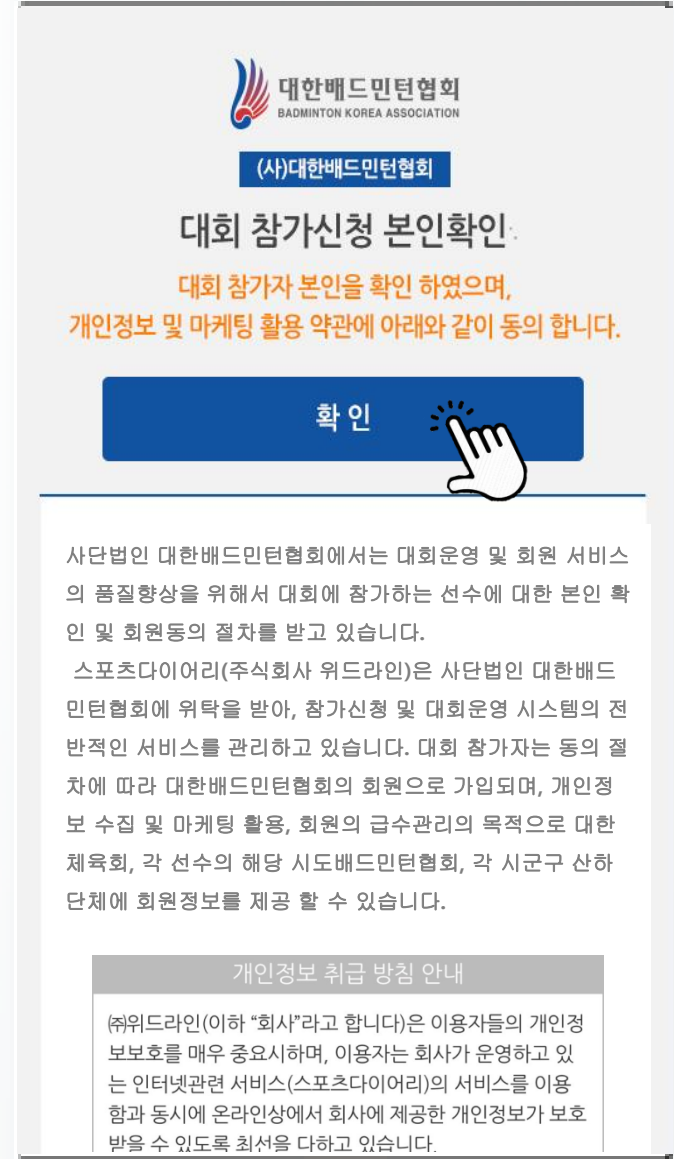 대한배드민턴협회
BADMINTON KOREA ASSOCIATION
(사)대한배드민턴협회
대회 참가신청 본인확인
대회 참가자 본인을 확인 하였으며,
개인정보 및 마케팅 활용 약관에 아래와 같이 동의 합니다.
확 인
사단법인 대한배드민턴협회에서는 대회운영 및 회원 서비스
의 품질향상을 위해서 대회에 참가하는 선수에 대한 본인 확
인 및 회원동의 절차를 받고 있습니다.
스포츠다이어리(주식회사 위드라인)은 사단법인 대한배드
민턴협회에 위탁을 받아, 참가신청 및 대회운영 시스템의 전
반적인 서비스를 관리하고 있습니다. 대회 참가자는 동의 절
차에 따라 대한배드민턴협회의 회원으로 가입되며, 개인정
보 수집 및 마케팅 활용, 회원의 급수관리의 목적으로 대한
체육회, 각 선수의 해당 시도배드민턴협회, 각 시군구 산하
단체에 회원정보를 제공 할 수 있습니다.
개인정보 취급 방침 안내
㈜위드라인(이하 “회사”라고 합니다)은 이용자들의 개인정
보보호를 매우 중요시하며, 이용자는 회사가 운영하고 있
는 인터넷관련 서비스(스포츠다이어리)의 서비스를 이용
함과 동시에 온라인상에서 회사에 제공한 개인정보가 보호
받을 수 있도록 최선을 다하고 있습니다.